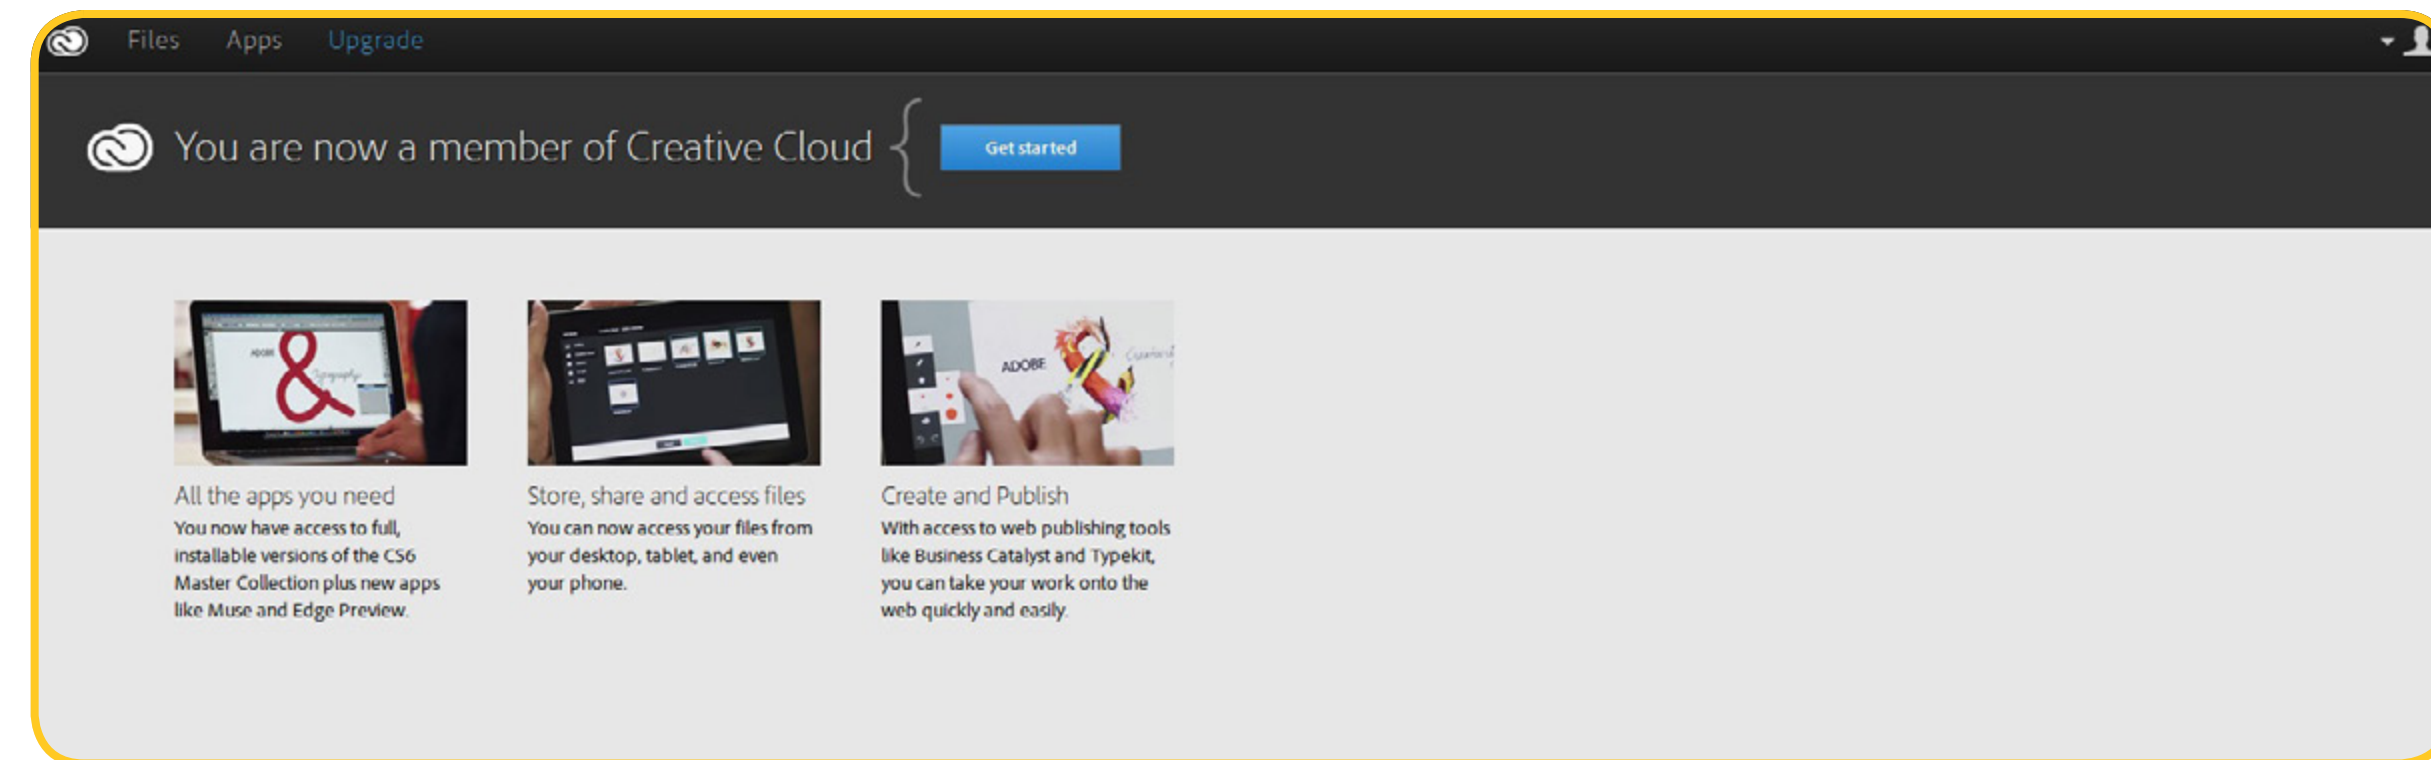 Files Apps Upgrade
You are now a member of Creative Cloud
Get started
ADOBE
Typography
ADOBE
All the apps you need
You now have access to full,
installable versions of the CS6
Master Collection plus new apps
like Muse and Edge Preview.
Store, share and access files
You can now access your files from
your desktop, tablet, and even
your phone.
Create and Publish
With access to web publishing tools
like Business Catalyst and Typekit,
you can take your work onto the
web quickly and easily.